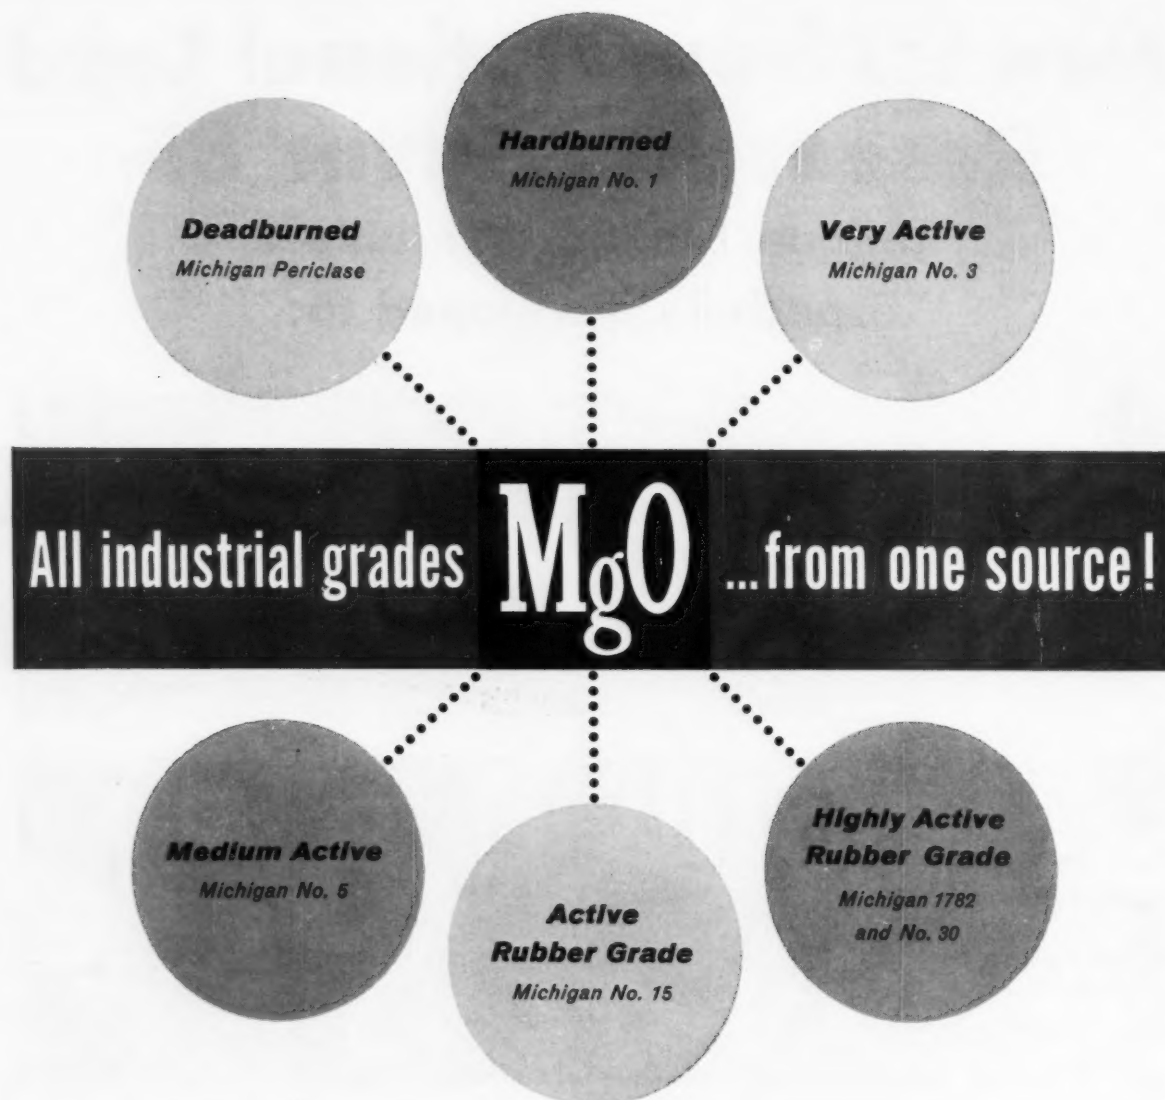 Hardburned
Michigan No. 1
Deadburned
Michigan Periclase
Very Active
Michigan No. 3
All industrial grades MgO ...from one source!
Medium Active
Michigan No. 5
Active
Rubber Grade
Michigan No. 15
Highly Active
Rubber Grade
Michigan 1782
and No. 30